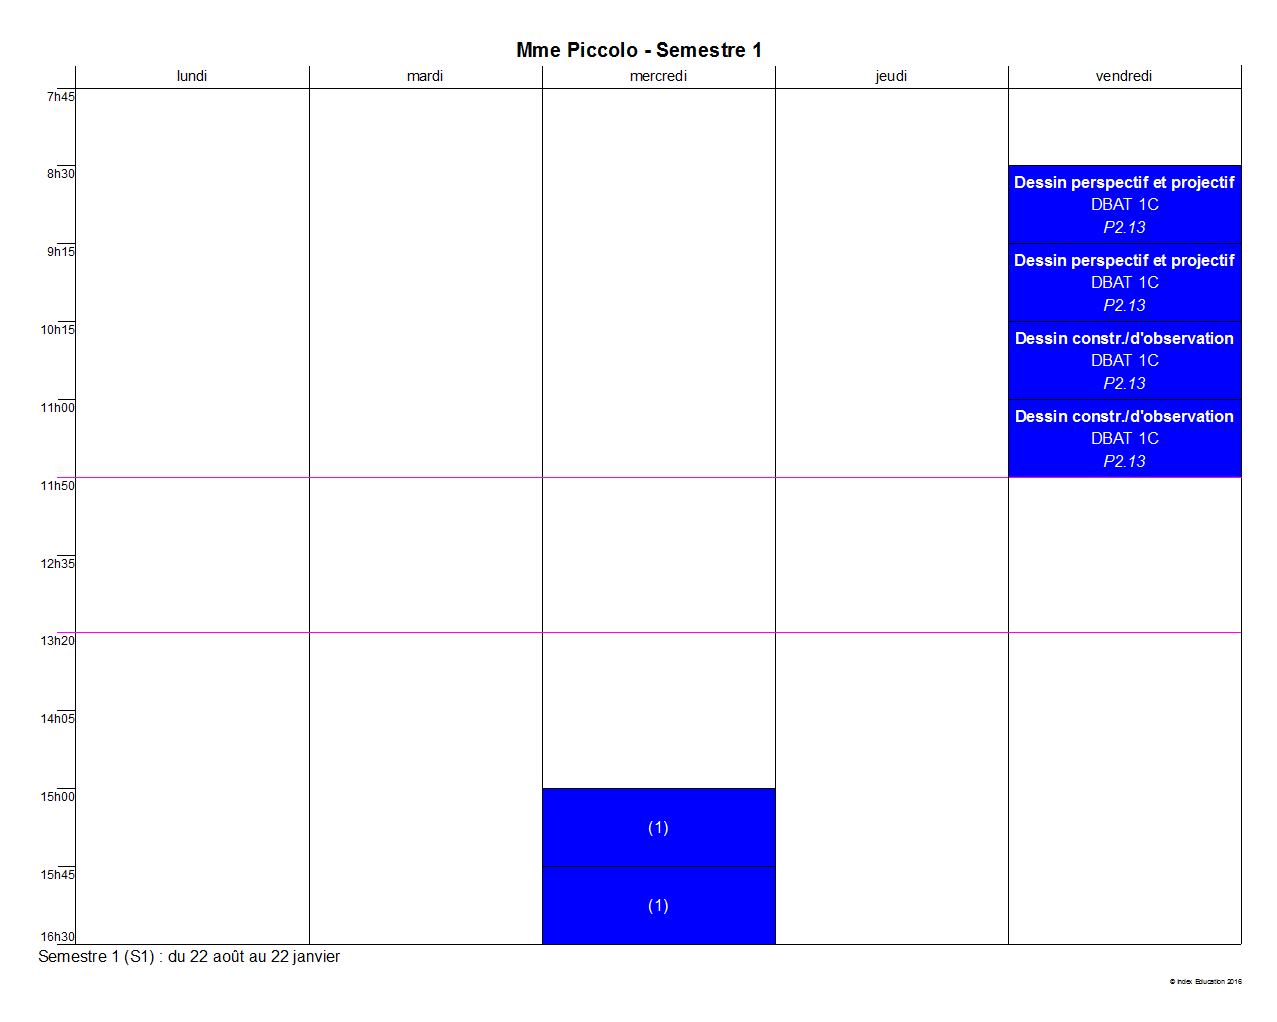 Mme Piccolo - Semestre 1
lundi mardi mercredi jeudi vendredi
7h45
8h30
Dessin perspectif et projectif
DBAT 1C
P2.13
9h15
Dessin perspectif et projectif
DBAT 1C
P2.13
10h15
Dessin constr./d'observation
DBAT 1C
P2.13
11h00
Dessin constr./d'observation
DBAT 1C
P2.13
11h50
12h35
13h20
14h05
15h00
(1)
15h45
(1)
16h30
Semestre 1 (S1) : du 22 août au 22 janvier
© Index Education 2016